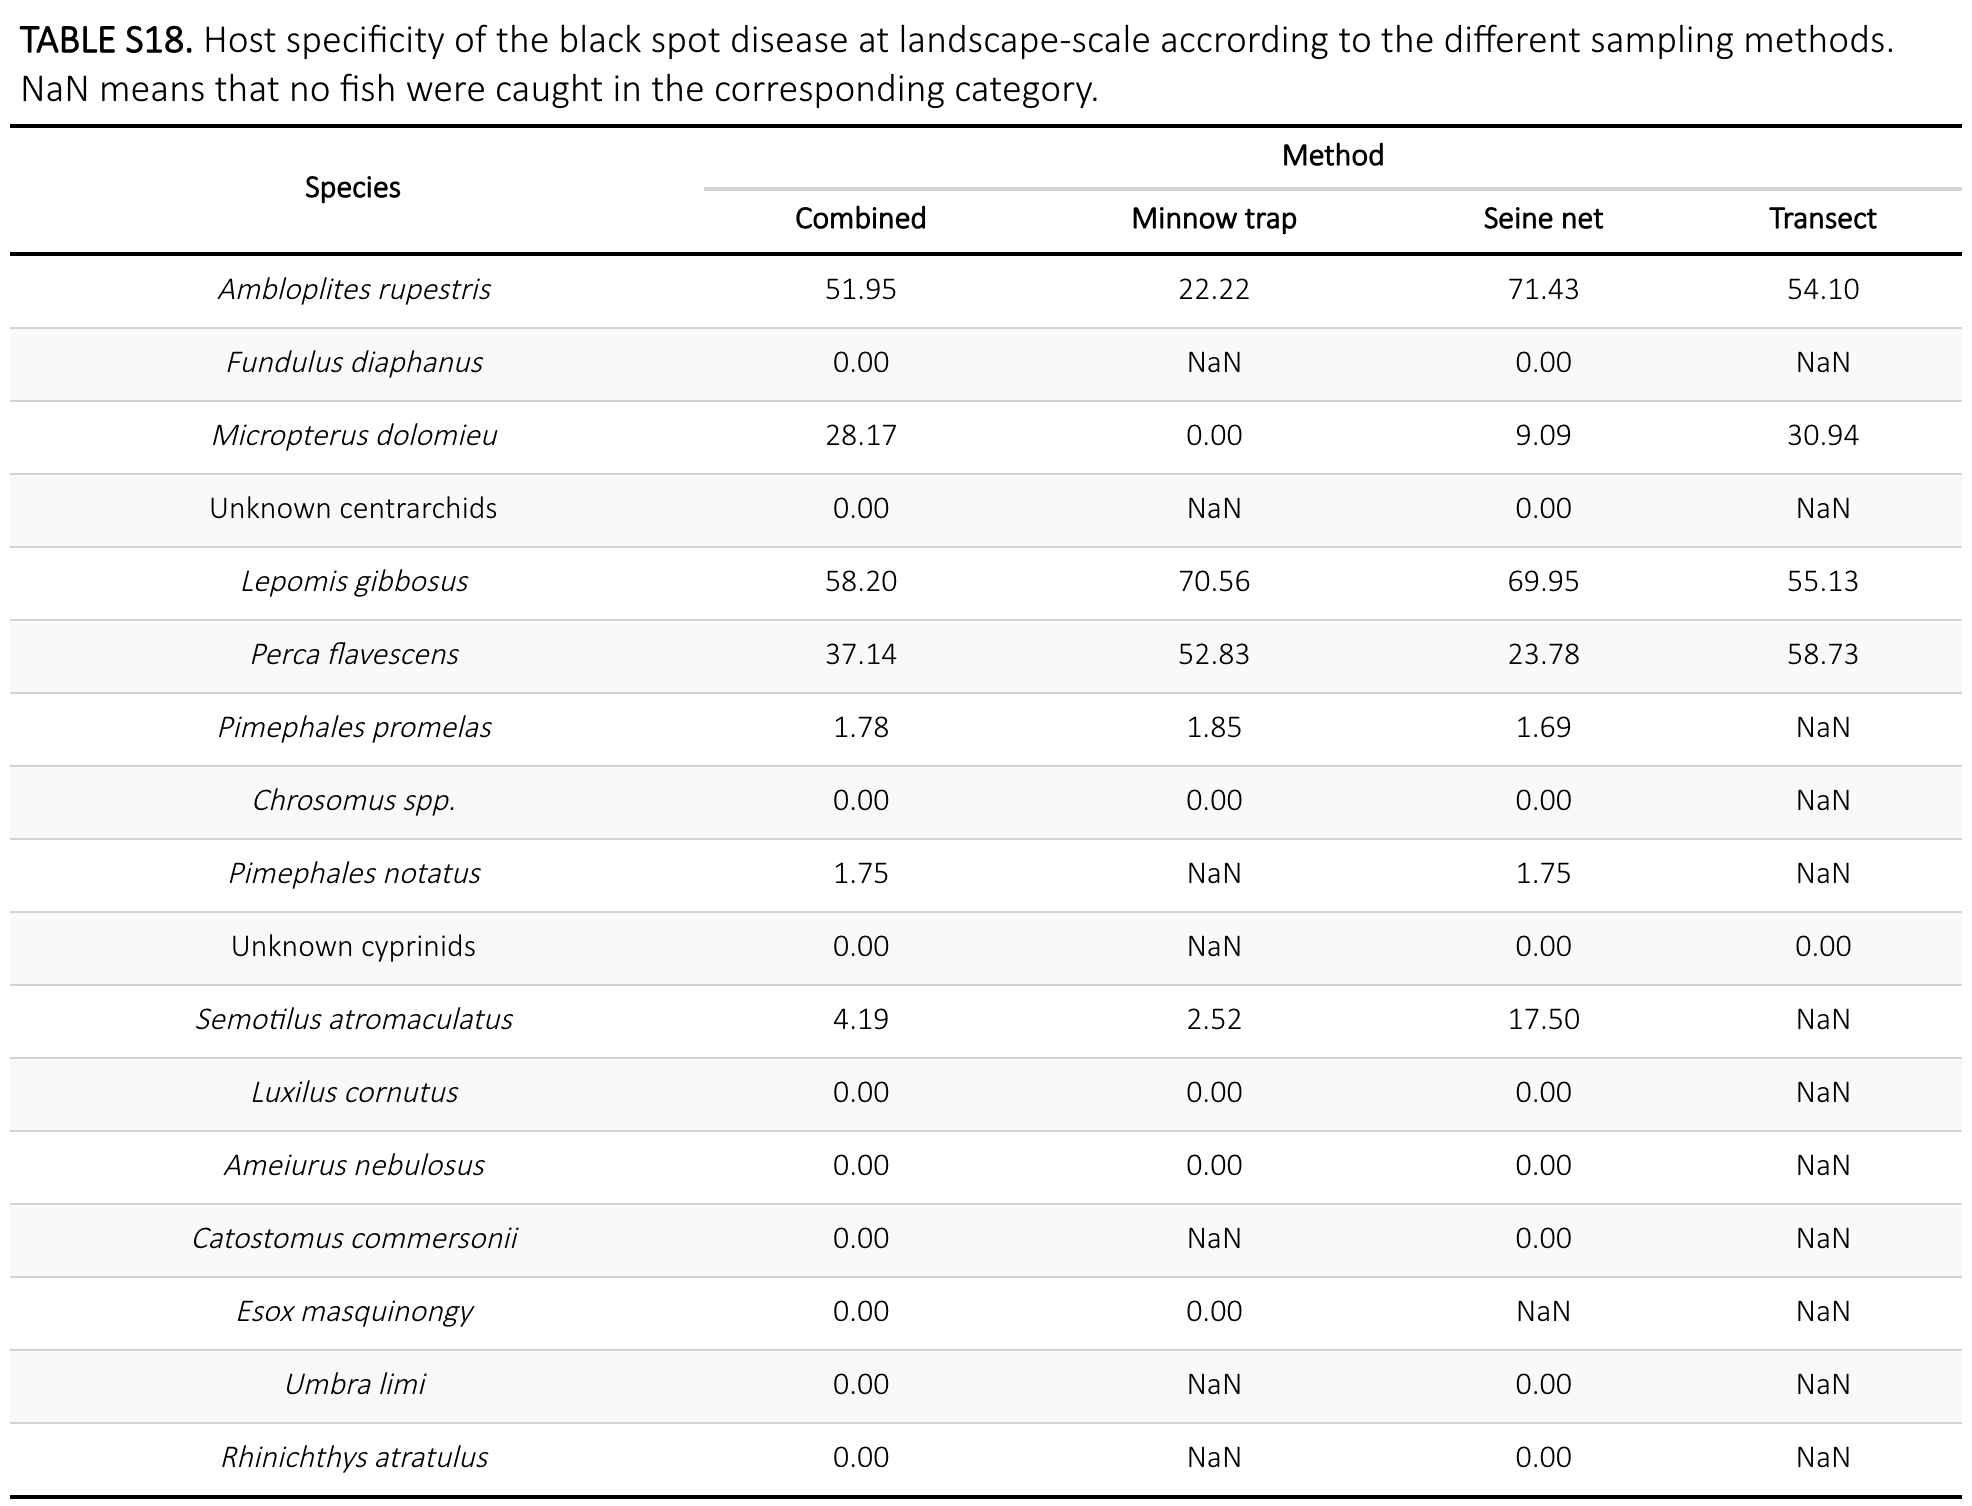 TABLE S18. Host specificity of the black spot disease at landscape-scale accrording to the different sampling methods.
NaN means that no fish were caught in the corresponding category.
Method
Species
Combined Minnow trap Seine net Transect
Ambloplites rupestris 51.95 22.22 71.43 54.10
Fundulus diaphanus 0.00 NaN 0.00 NaN
Micropterus dolomieu 28.17 0.00 9.09 30.94
Unknown centrarchids 0.00 NaN 0.00 NaN
Lepomis gibbosus 58.20 70.56 69.95 55.13
Perca flavescens 37.14 52.83 23.78 58.73
Pimephales promelas 1.78 1.85 1.69 NaN
Chrosomus spp. 0.00 0.00 0.00 NaN
Pimephales notatus 1.75 NaN 1.75 NaN
Unknown cyprinids 0.00 NaN 0.00 0.00
Semotilus atromaculatus 4.19 2.52 17.50 NaN
Luxilus cornutus 0.00 0.00 0.00 NaN
Ameiurus nebulosus 0.00 0.00 0.00 NaN
Catostomus commersonii 0.00 NaN 0.00 NaN
Esox masquinongy 0.00 0.00 NaN NaN
Umbra limi 0.00 NaN 0.00 NaN
Rhinichthys atratulus 0.00 NaN 0.00 NaN